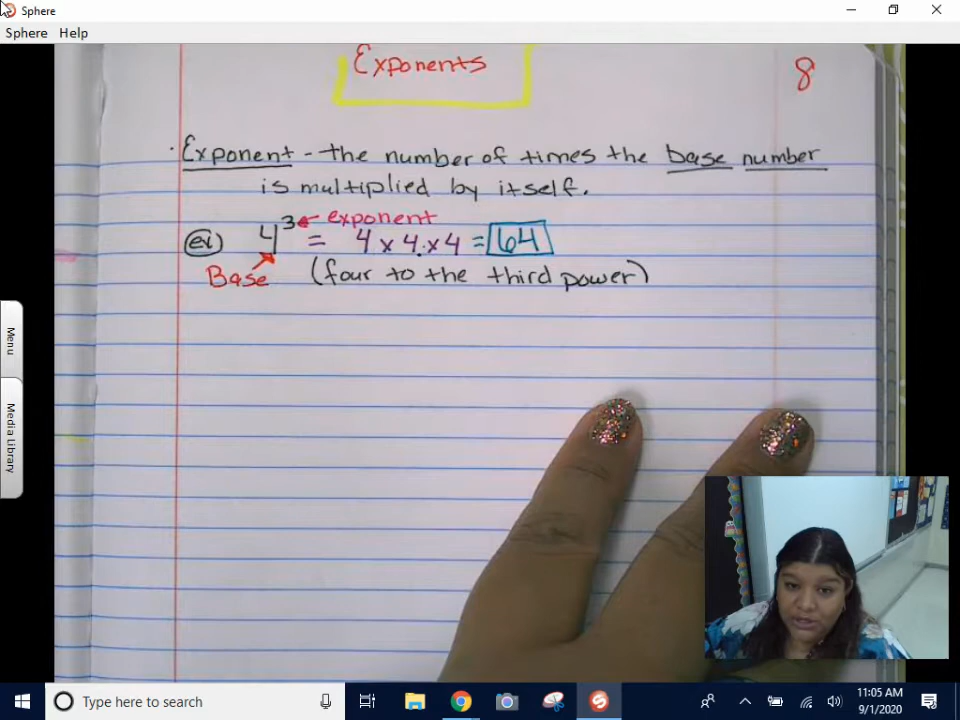 Sphere
Sphere Help
Exponents
8
. Exponent - the number of times the base number
is multiplied by itself.
ex) 4³ ← exponent = 4 x 4 x 4 = 64
Base (four to the third power)
Menu
Media Library
Type here to search
11:05 AM
9/1/2020